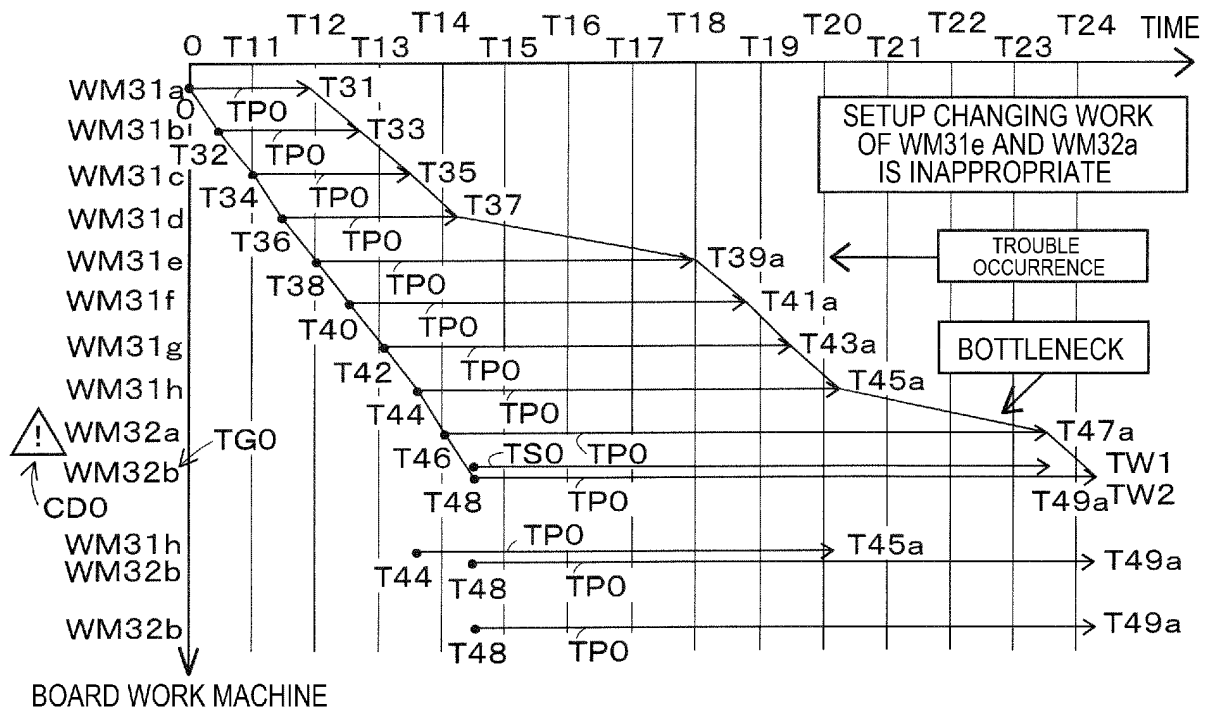 T12 T14 T16 T18 T20 T22 T24 TIME
0 T11 T13 T15 T17 T19 T21 T23
WM31a TP0 T31
0
WM31b TP0 T33
T32
WM31c TP0 T35
T34
WM31d TP0 T37
T36
WM31e TP0 T39a
T38
WM31f TP0 T41a
T40
WM31g TP0 T43a
T42
WM31h TP0 T45a
T44
WM32a TP0 T47a
T46
WM32b TS0 TW1
T48 TP0 T49a TW2
TG0
!
CD0
WM31h TP0 T45a
T44
WM32b TP0 T49a
T48
WM32b TP0 T49a
T48
SETUP CHANGING WORK
OF WM31e AND WM32a
IS INAPPROPRIATE
TROUBLE
OCCURRENCE
BOTTLENECK
BOARD WORK MACHINE